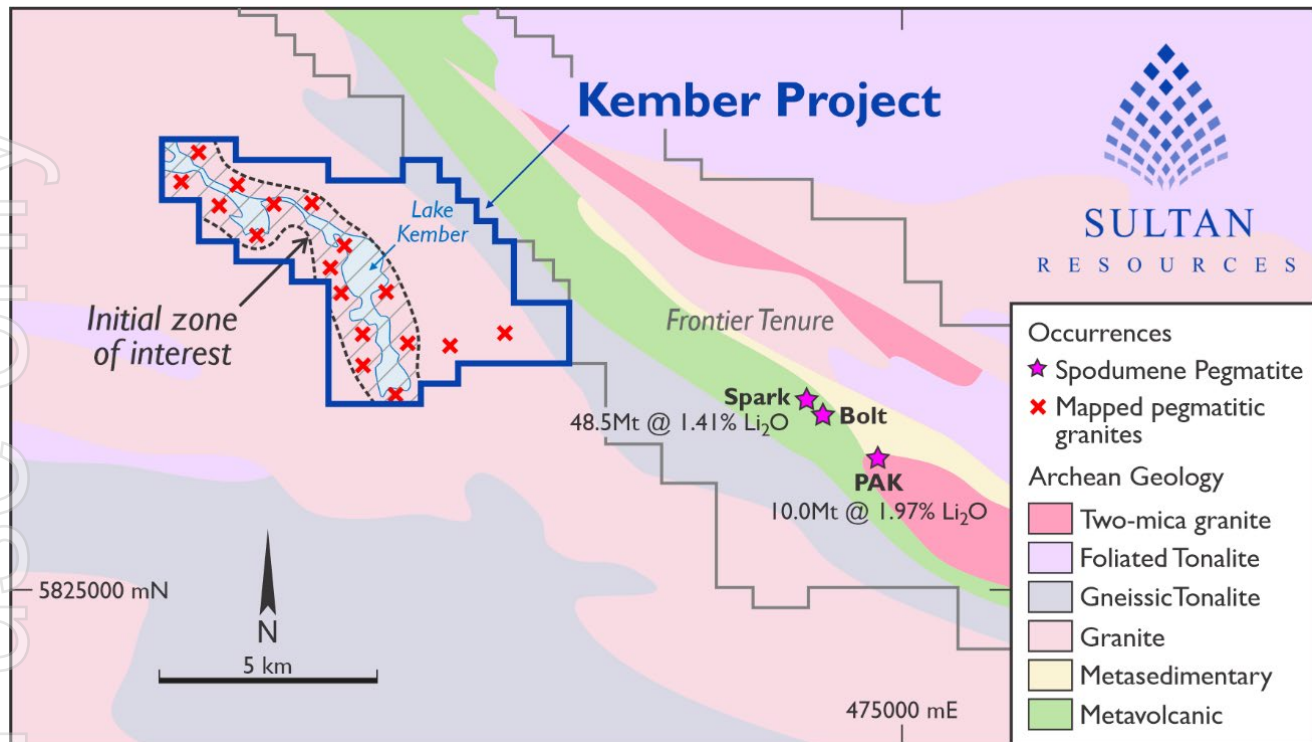 Kember Project
SULTAN
RESOURCES
Lake
Kember
Initial zone
of interest
Frontier Tenure
Spark
48.5Mt @ 1.41% Li₂O
Bolt
PAK
10.0Mt @ 1.97% Li₂O
5825000 mN
N
5 km
475000 mE
Occurrences
Spodumene Pegmatite
Mapped pegmatitic
granites
Archean Geology
Two-mica granite
Foliated Tonalite
Gneissic Tonalite
Granite
Metasedimentary
Metavolcanic